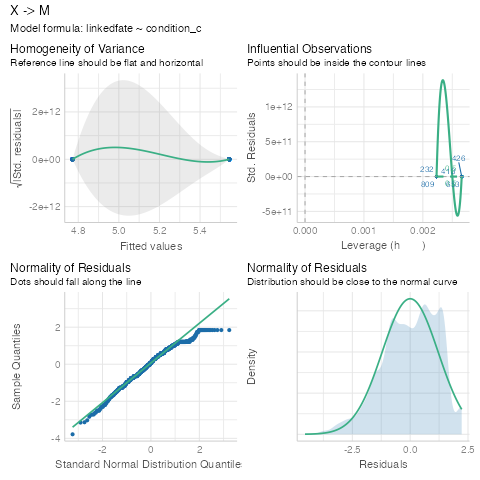 X -> M
Model formula: linkedfate ~ condition_c
Homogeneity of Variance
Reference line should be flat and horizontal
√|Std. residuals|
2e+12
0e+00
-2e+12
4.8
5.0
5.2
5.4
Fitted values
Influential Observations
Points should be inside the contour lines
Std. Residuals
1e+12
5e+11
0e+00
-5e+11
232
809
426
0.000
0.001
0.002
Leverage (h )
Normality of Residuals
Dots should fall along the line
Sample Quantiles
2
0
-2
-4
-2
0
2
Standard Normal Distribution Quantile
Normality of Residuals
Distribution should be close to the normal curve
Density
-2.5
0.0
2.5
Residuals